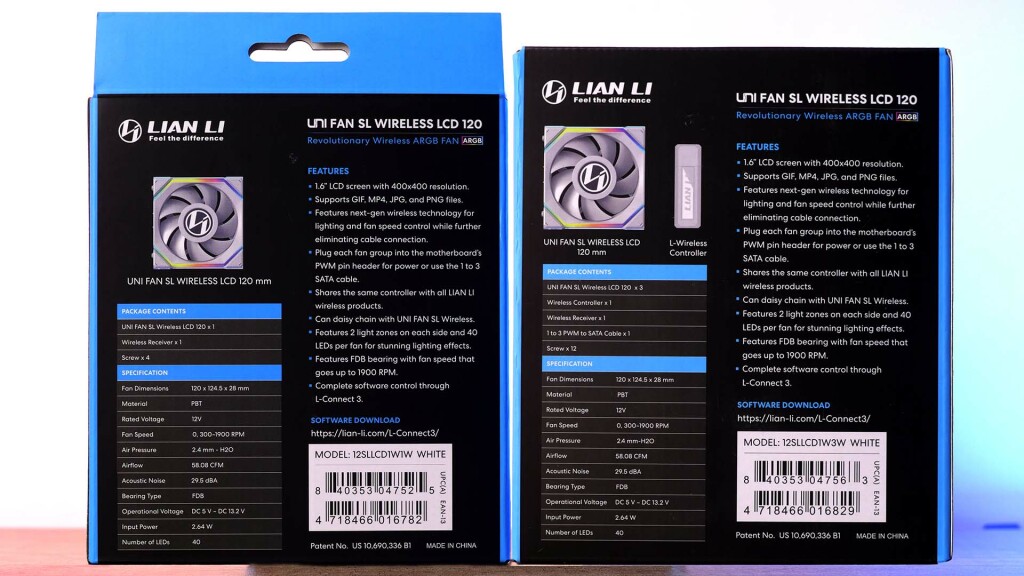 LIAN LI
Feel the difference
UNI FAN SL WIRELESS LCD 120
Revolutionary Wireless ARGB FAN ARGB
UNI FAN SL WIRELESS LCD 120 mm
PACKAGE CONTENTS
UNI FAN SL Wireless LCD 120 x 1
Wireless Receiver x 1
Screw x 4
SPECIFICATION
Fan Dimensions 120 x 124.5 x 28 mm
Material PBT
Rated Voltage 12V
Fan Speed 0, 300~1900 RPM
Air Pressure 2.4 mm-H2O
Airflow 58.08 CFM
Acoustic Noise 29.5 dBA
Bearing Type FDB
Operational Voltage DC 5 V ~ DC 13.2 V
Input Power 2.64 W
Number of LEDs 40
FEATURES
• 1.6" LCD screen with 400x400 resolution.
• Supports GIF, MP4, JPG, and PNG files.
• Features next-gen wireless technology for
lighting and fan speed control while further
eliminating cable connection.
• Plug each fan group into the motherboard's
PWM pin header for power or use the 1 to 3
SATA cable.
• Shares the same controller with all LIAN LI
wireless products.
• Can daisy chain with UNI FAN SL Wireless.
• Features 2 light zones on each side and 40
LEDs per fan for stunning lighting effects.
• Features FDB bearing with fan speed that
goes up to 1900 RPM.
• Complete software control through
L-Connect 3.
SOFTWARE DOWNLOAD
https://lian-li.com/L-Connect3/
MODEL: 12SLLCD1W1W WHITE
8 40353 04752 5
UPC(A)
4 718466 016782
EAN-13
Patent No. US 10,690,336 B1 MADE IN CHINA
LIAN LI
Feel the difference
UNI FAN SL WIRELESS LCD 120
Revolutionary Wireless ARGB FAN ARGB
LIAN LI
UNI FAN SL WIRELESS LCD
120 mm
L-Wireless
Controller
PACKAGE CONTENTS
UNI FAN SL WIRELESS LCD 120 x 3
Wireless Controller x 1
Wireless Receiver x 1
1 to 3 PWM to SATA Cable x 1
Screw x 12
SPECIFICATION
Fan Dimensions 120 x 124.5 x 28 mm
Material PBT
Rated Voltage 12V
Fan Speed 0, 300~1900 RPM
Air Pressure 2.4 mm-H2O
Airflow 58.08 CFM
Acoustic Noise 29.5 dBA
Bearing Type FDB
Operational Voltage DC 5 V ~ DC 13.2 V
Input Power 2.64 W
Number of LEDs 40
FEATURES
• 1.6" LCD screen with 400x400 resolution.
• Supports GIF, MP4, JPG, and PNG files.
• Features next-gen wireless technology for
lighting and fan speed control while further
eliminating cable connection.
• Plug each fan group into the motherboard's
PWM pin header for power or use the 1 to 3
SATA cable.
• Shares the same controller with all LIAN LI
wireless products.
• Can daisy chain with UNI FAN SL Wireless.
• Features 2 light zones on each side and 40
LEDs per fan for stunning lighting effects.
• Features FDB bearing with fan speed that
goes up to 1900 RPM.
• Complete software control through
L-Connect 3.
SOFTWARE DOWNLOAD
https://lian-li.com/L-Connect3/
MODEL: 12SLLCD1W3W WHITE
8 40353 04756 3
UPC(A)
4 718466 016829
EAN-13
Patent No. US 10,690,336 B1 MADE IN CHINA